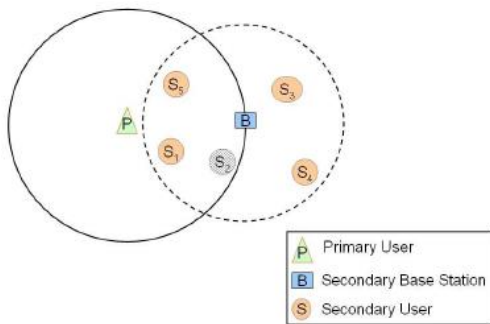 S5
S3
P
B
S1
S2
S4
P Primary User
B Secondary Base Station
S Secondary User